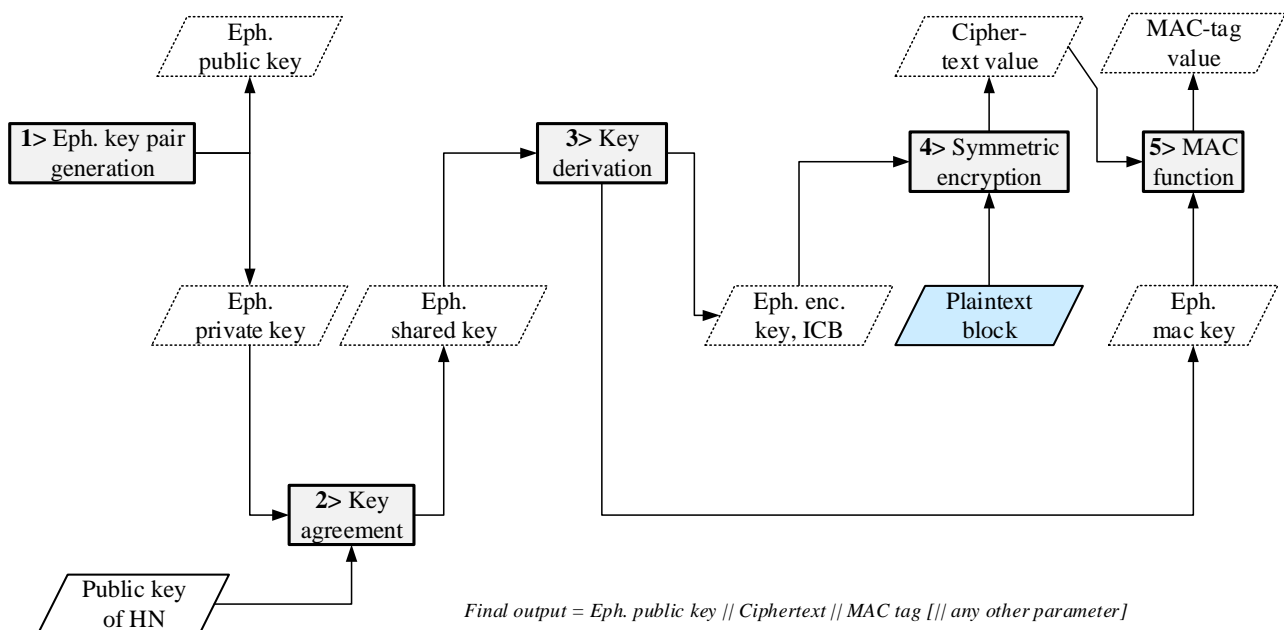 Eph.
public key
Cipher-
text value
MAC-tag
value
1> Eph. key pair
generation
3> Key
derivation
4> Symmetric
encryption
5> MAC
function
Eph.
private key
Eph.
shared key
Eph. enc.
key, ICB
Plaintext
block
Eph.
mac key
2> Key
agreement
Public key
of HN
Final output = Eph. public key || Ciphertext || MAC tag [|| any other parameter]